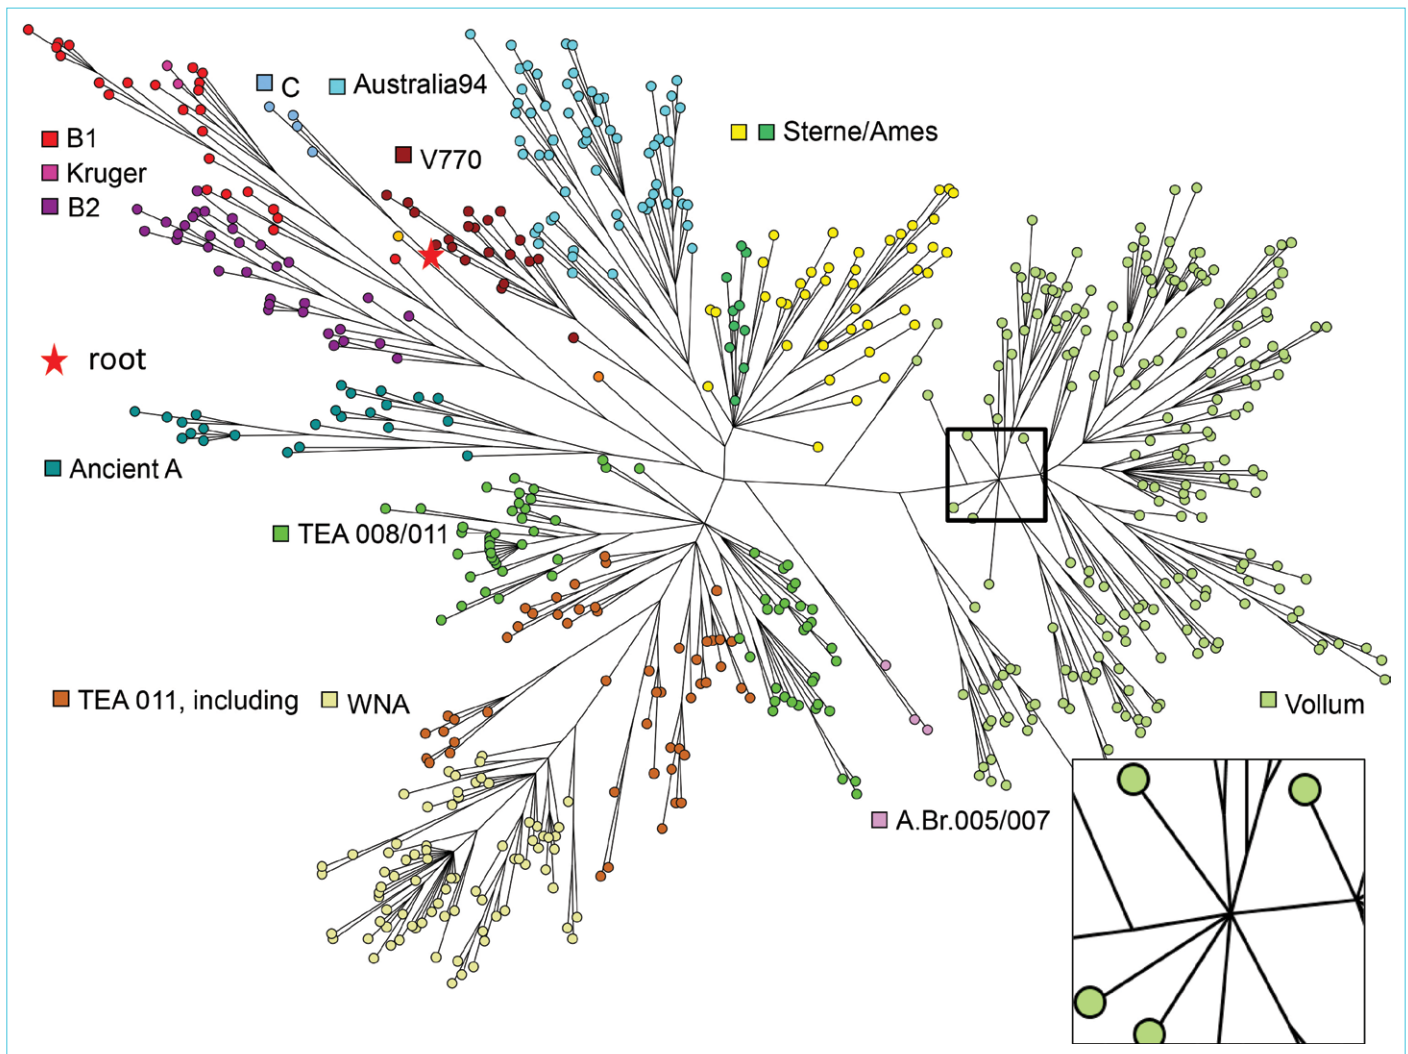 C
Australia94
B1
Kruger
B2
V770
Sterne/Ames
root
Ancient A
TEA 008/011
TEA 011, including
WNA
Vollum
A.Br.005/007